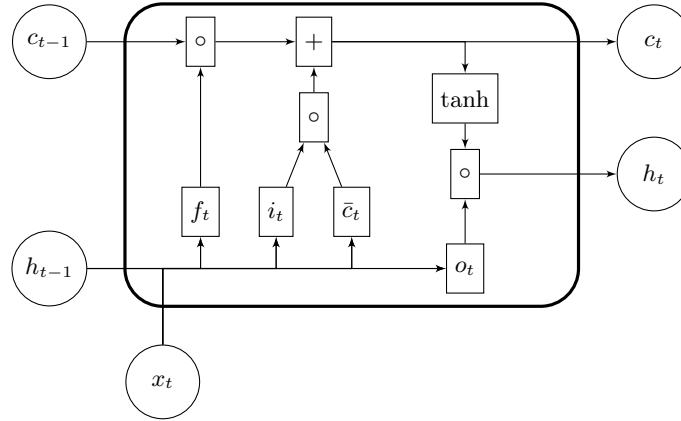 c_{t−1}
∘
+
c_t
tanh
∘
∘
h_t
f_t
i_t
c̄_t
h_{t−1}
o_t
x_t